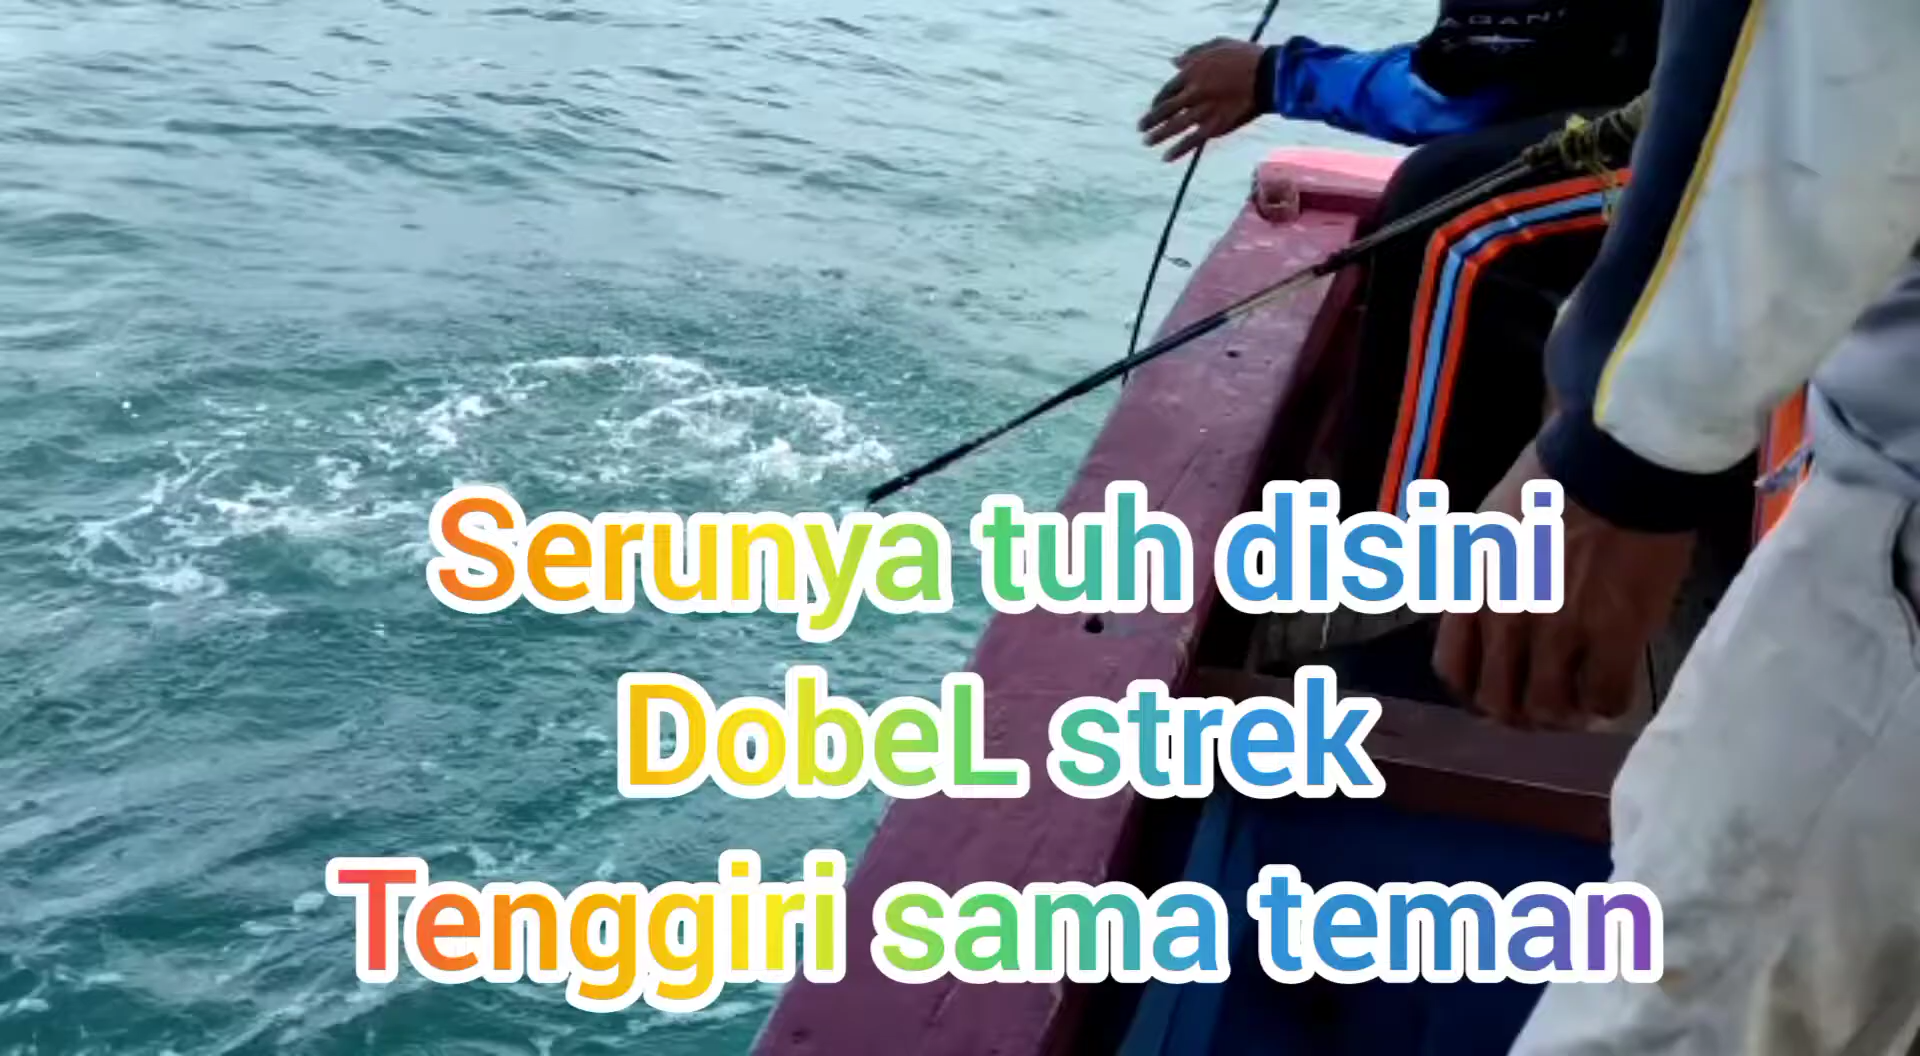 Serunya tuh disini
DobeL strek
Tenggiri sama teman